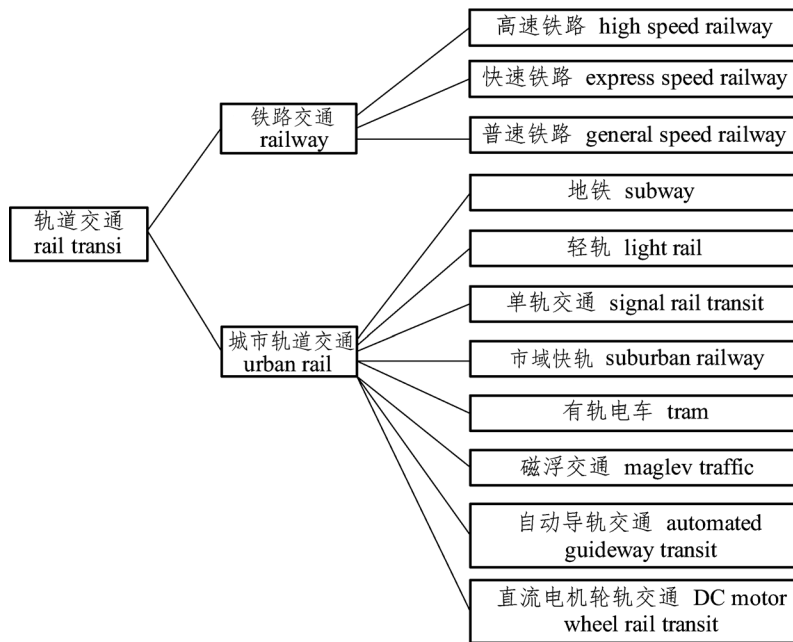 轨道交通
rail transi
铁路交通
railway
城市轨道交通
urban rail
高速铁路 high speed railway
快速铁路 express speed railway
普速铁路 general speed railway
地铁 subway
轻轨 light rail
单轨交通 signal rail transit
市域快轨 suburban railway
有轨电车 tram
磁浮交通 maglev traffic
自动导轨交通 automated
guideway transit
直流电机轮轨交通 DC motor
wheel rail transit